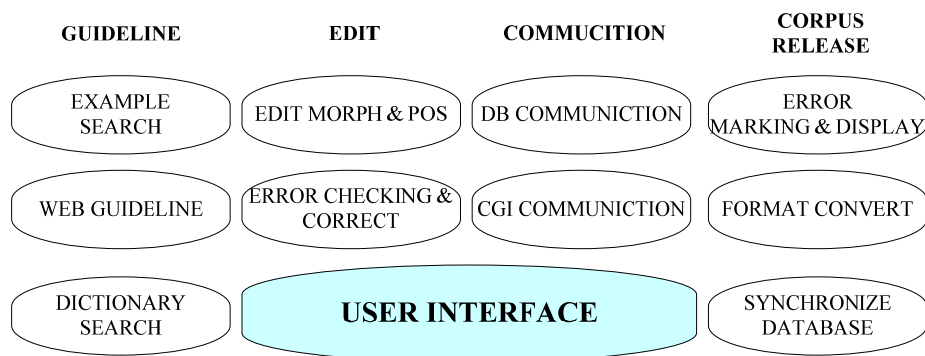 GUIDELINE
EDIT
COMMUCITION
CORPUS
RELEASE
EXAMPLE
SEARCH
EDIT MORPH & POS
DB COMMUNICTION
ERROR
MARKING & DISPLAY
WEB GUIDELINE
ERROR CHECKING &
CORRECT
CGI COMMUNICTION
FORMAT CONVERT
DICTIONARY
SEARCH
USER INTERFACE
SYNCHRONIZE
DATABASE